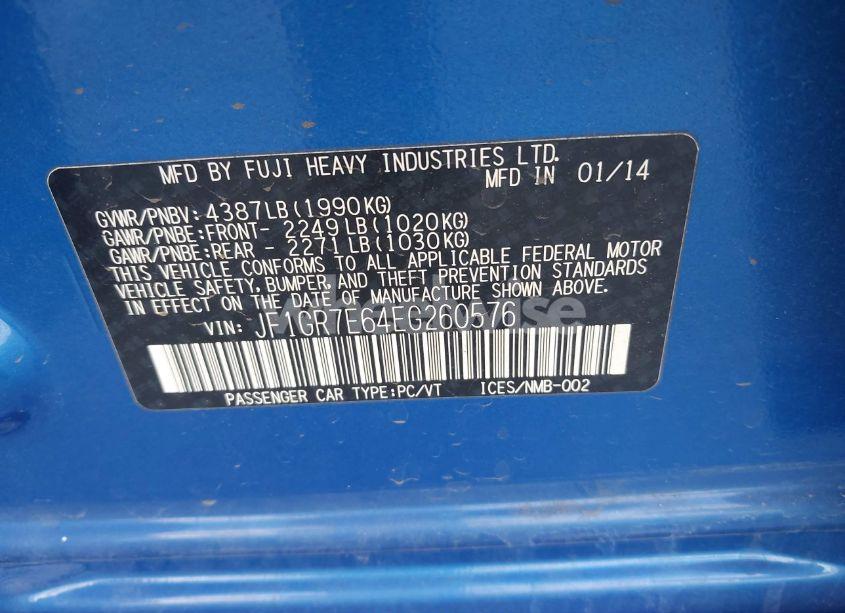 MFD BY FUJI HEAVY INDUSTRIES LTD.
MFD IN 01/14
GVWR/PNBV: 4387LB(1990KG)
GAWR/PNBE:FRONT- 2249LB(1020KG)
GAWR/PNBE:REAR - 2271LB(1030KG)
THIS VEHICLE CONFORMS TO ALL APPLICABLE FEDERAL MOTOR
VEHICLE SAFETY, BUMPER, AND THEFT PREVENTION STANDARDS
IN EFFECT ON THE DATE OF MANUFACTURE SHOWN ABOVE.
VIN: JF1GR7E64EG260576
PASSENGER CAR TYPE:PC/VT ICES/NMB-002